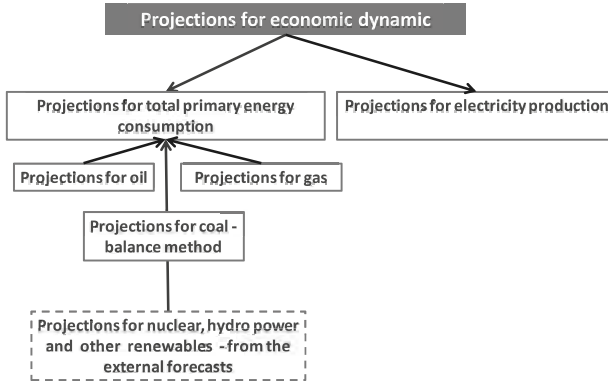 Projections for economic dynamic
Projections for total primary energy
consumption
Projections for electricity production
Projections for oil
Projections for gas
Projections for coal -
balance method
Projections for nuclear, hydro power
and other renewables - from the
external forecasts